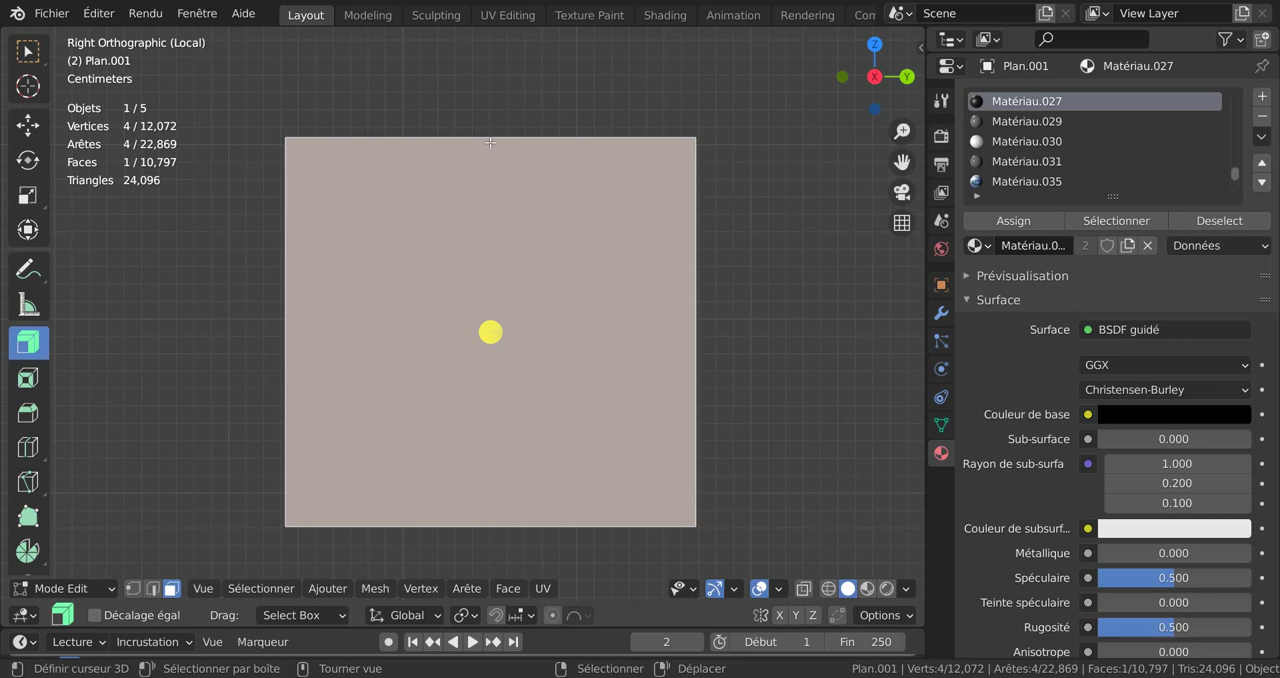 Fichier Éditer Rendu Fenêtre Aide Layout Modeling Sculpting UV Editing Texture Paint Shading Animation Rendering Com Scene View Layer
Right Orthographic (Local)
(2) Plan.001
Centimeters
Objets 1 / 5
Vertices 4 / 12,072
Arêtes 4 / 22,869
Faces 1 / 10,797
Triangles 24,096
Z
X
Y
Plan.001 Matériau.027
Matériau.027
Matériau.029
Matériau.030
Matériau.031
Matériau.035
Assign Sélectionner Deselect
Matériau.0... 2 Données
Prévisualisation
Surface
Surface BSDF guidé
GGX
Christensen-Burley
Couleur de base
Sub-surface 0.000
Rayon de sub-surfa 1.000
0.200
0.100
Couleur de subsurf...
Métallique 0.000
Spéculaire 0.500
Teinte spéculaire 0.000
Rugosité 0.500
Anisotrope 0.000
Mode Edit Vue Sélectionner Ajouter Mesh Vertex Arête Face UV
Décalage égal Drag: Select Box Global X Y Z Options
Lecture Incrustation Vue Marqueur 2 Début 1 Fin 250
Définir curseur 3D Sélectionner par boîte Tourner vue Sélectionner Déplacer Plan.001 | Verts:4/12,072 | Arêtes:4/22,869 | Faces:1/10,797 | Tris:24,096 | Object